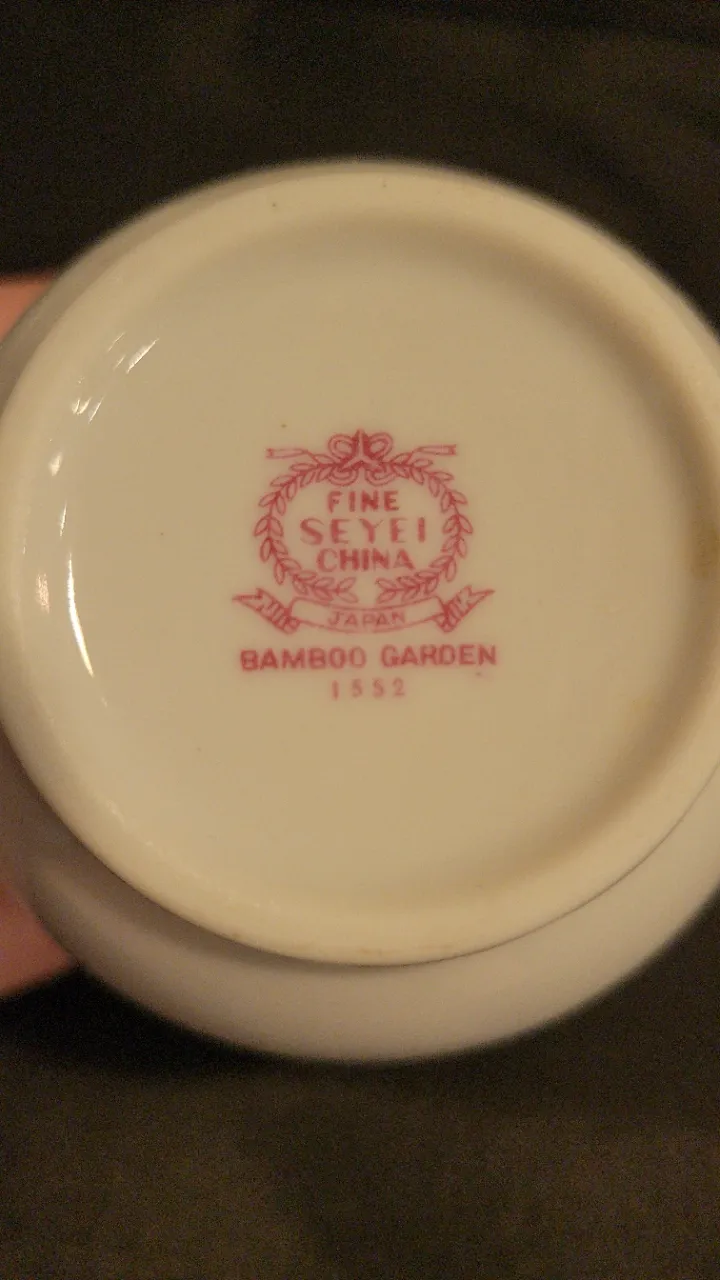 FINE
SEYEI
CHINA
JAPAN
BAMBOO GARDEN
1552